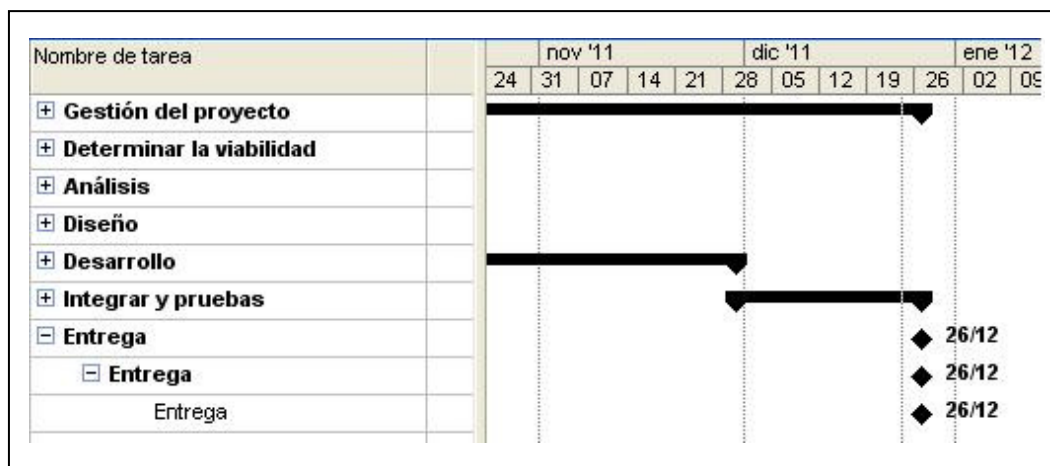 Nombre de tarea
nov '11 dic '11 ene '12
24 31 07 14 21 28 05 12 19 26 02 09
Gestión del proyecto
Determinar la viabilidad
Análisis
Diseño
Desarrollo
Integrar y pruebas
Entrega 26/12
Entrega 26/12
Entrega 26/12